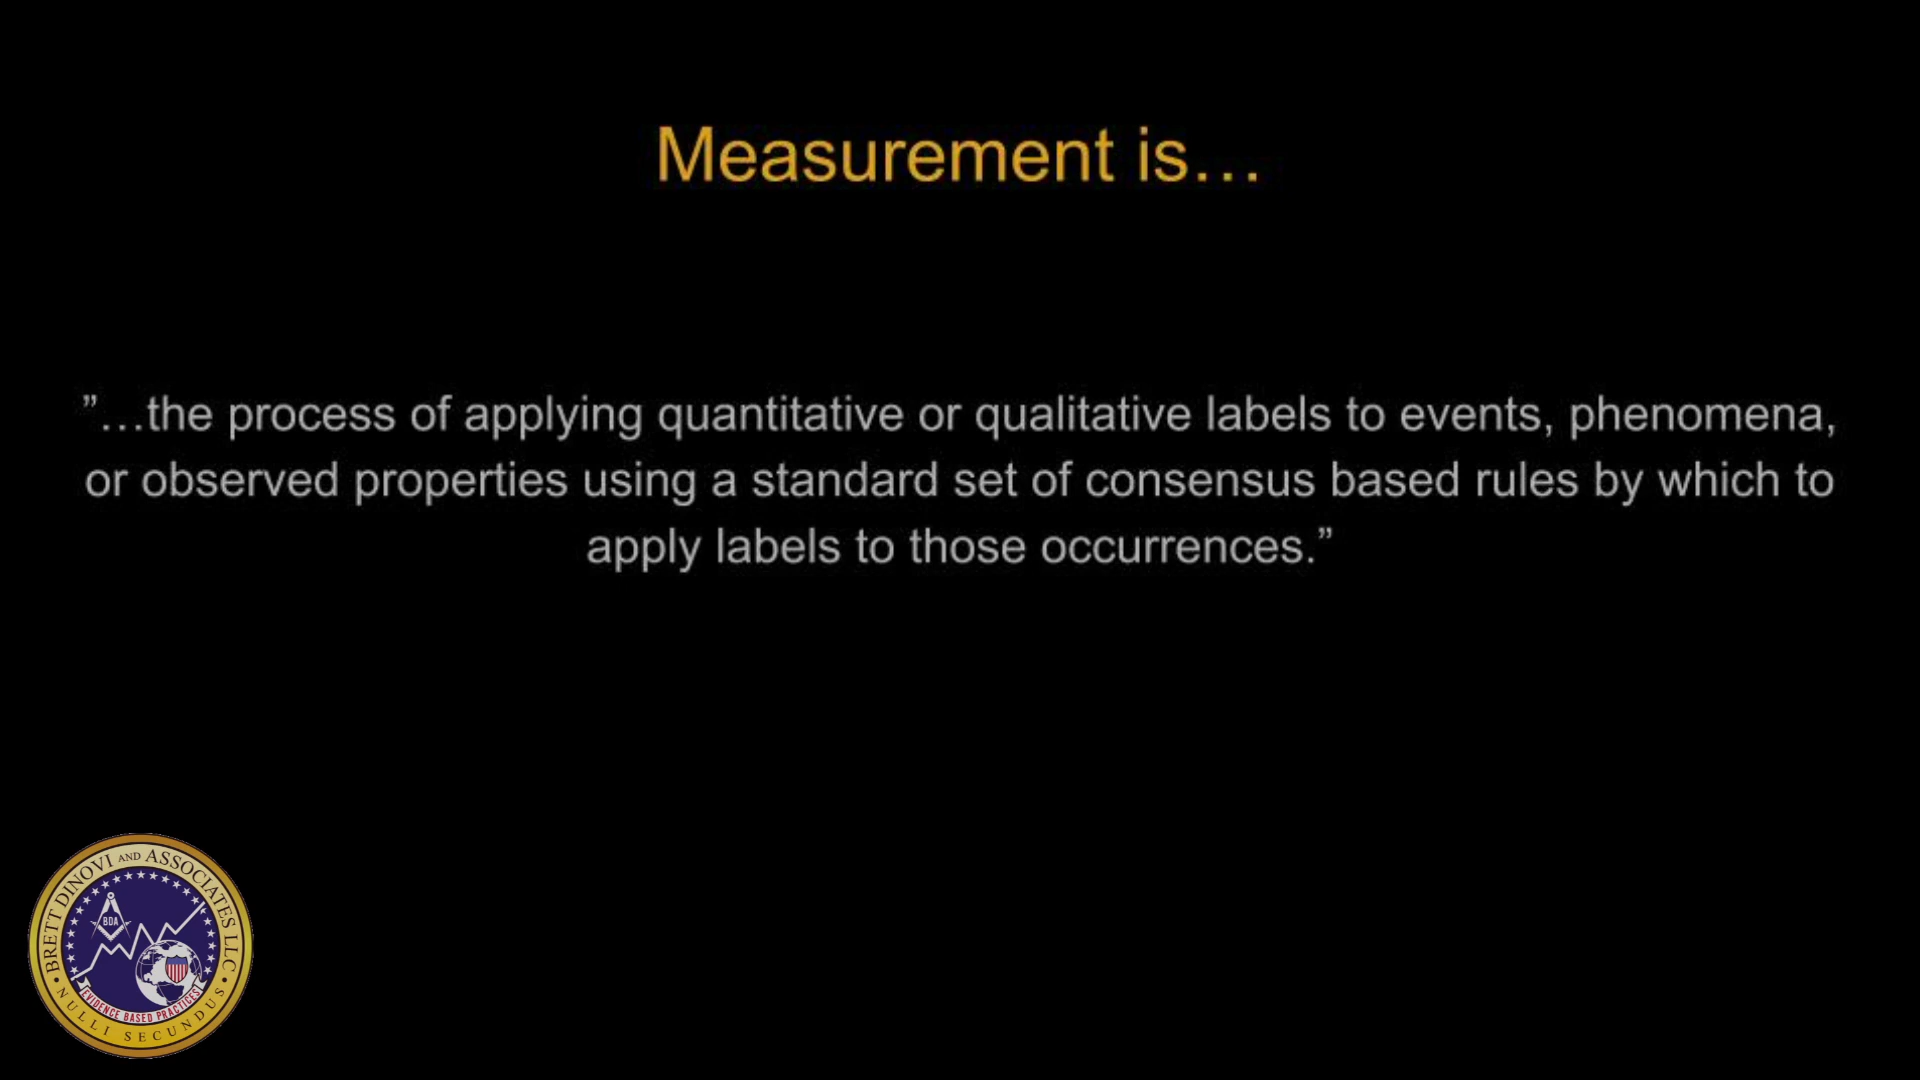 Measurement is…
”…the process of applying quantitative or qualitative labels to events, phenomena,
or observed properties using a standard set of consensus based rules by which to
apply labels to those occurrences.”
BRETT DINOVI AND ASSOCIATES LLC
BDA
EVIDENCE BASED PRACTICES
NULLI SECUNDUS